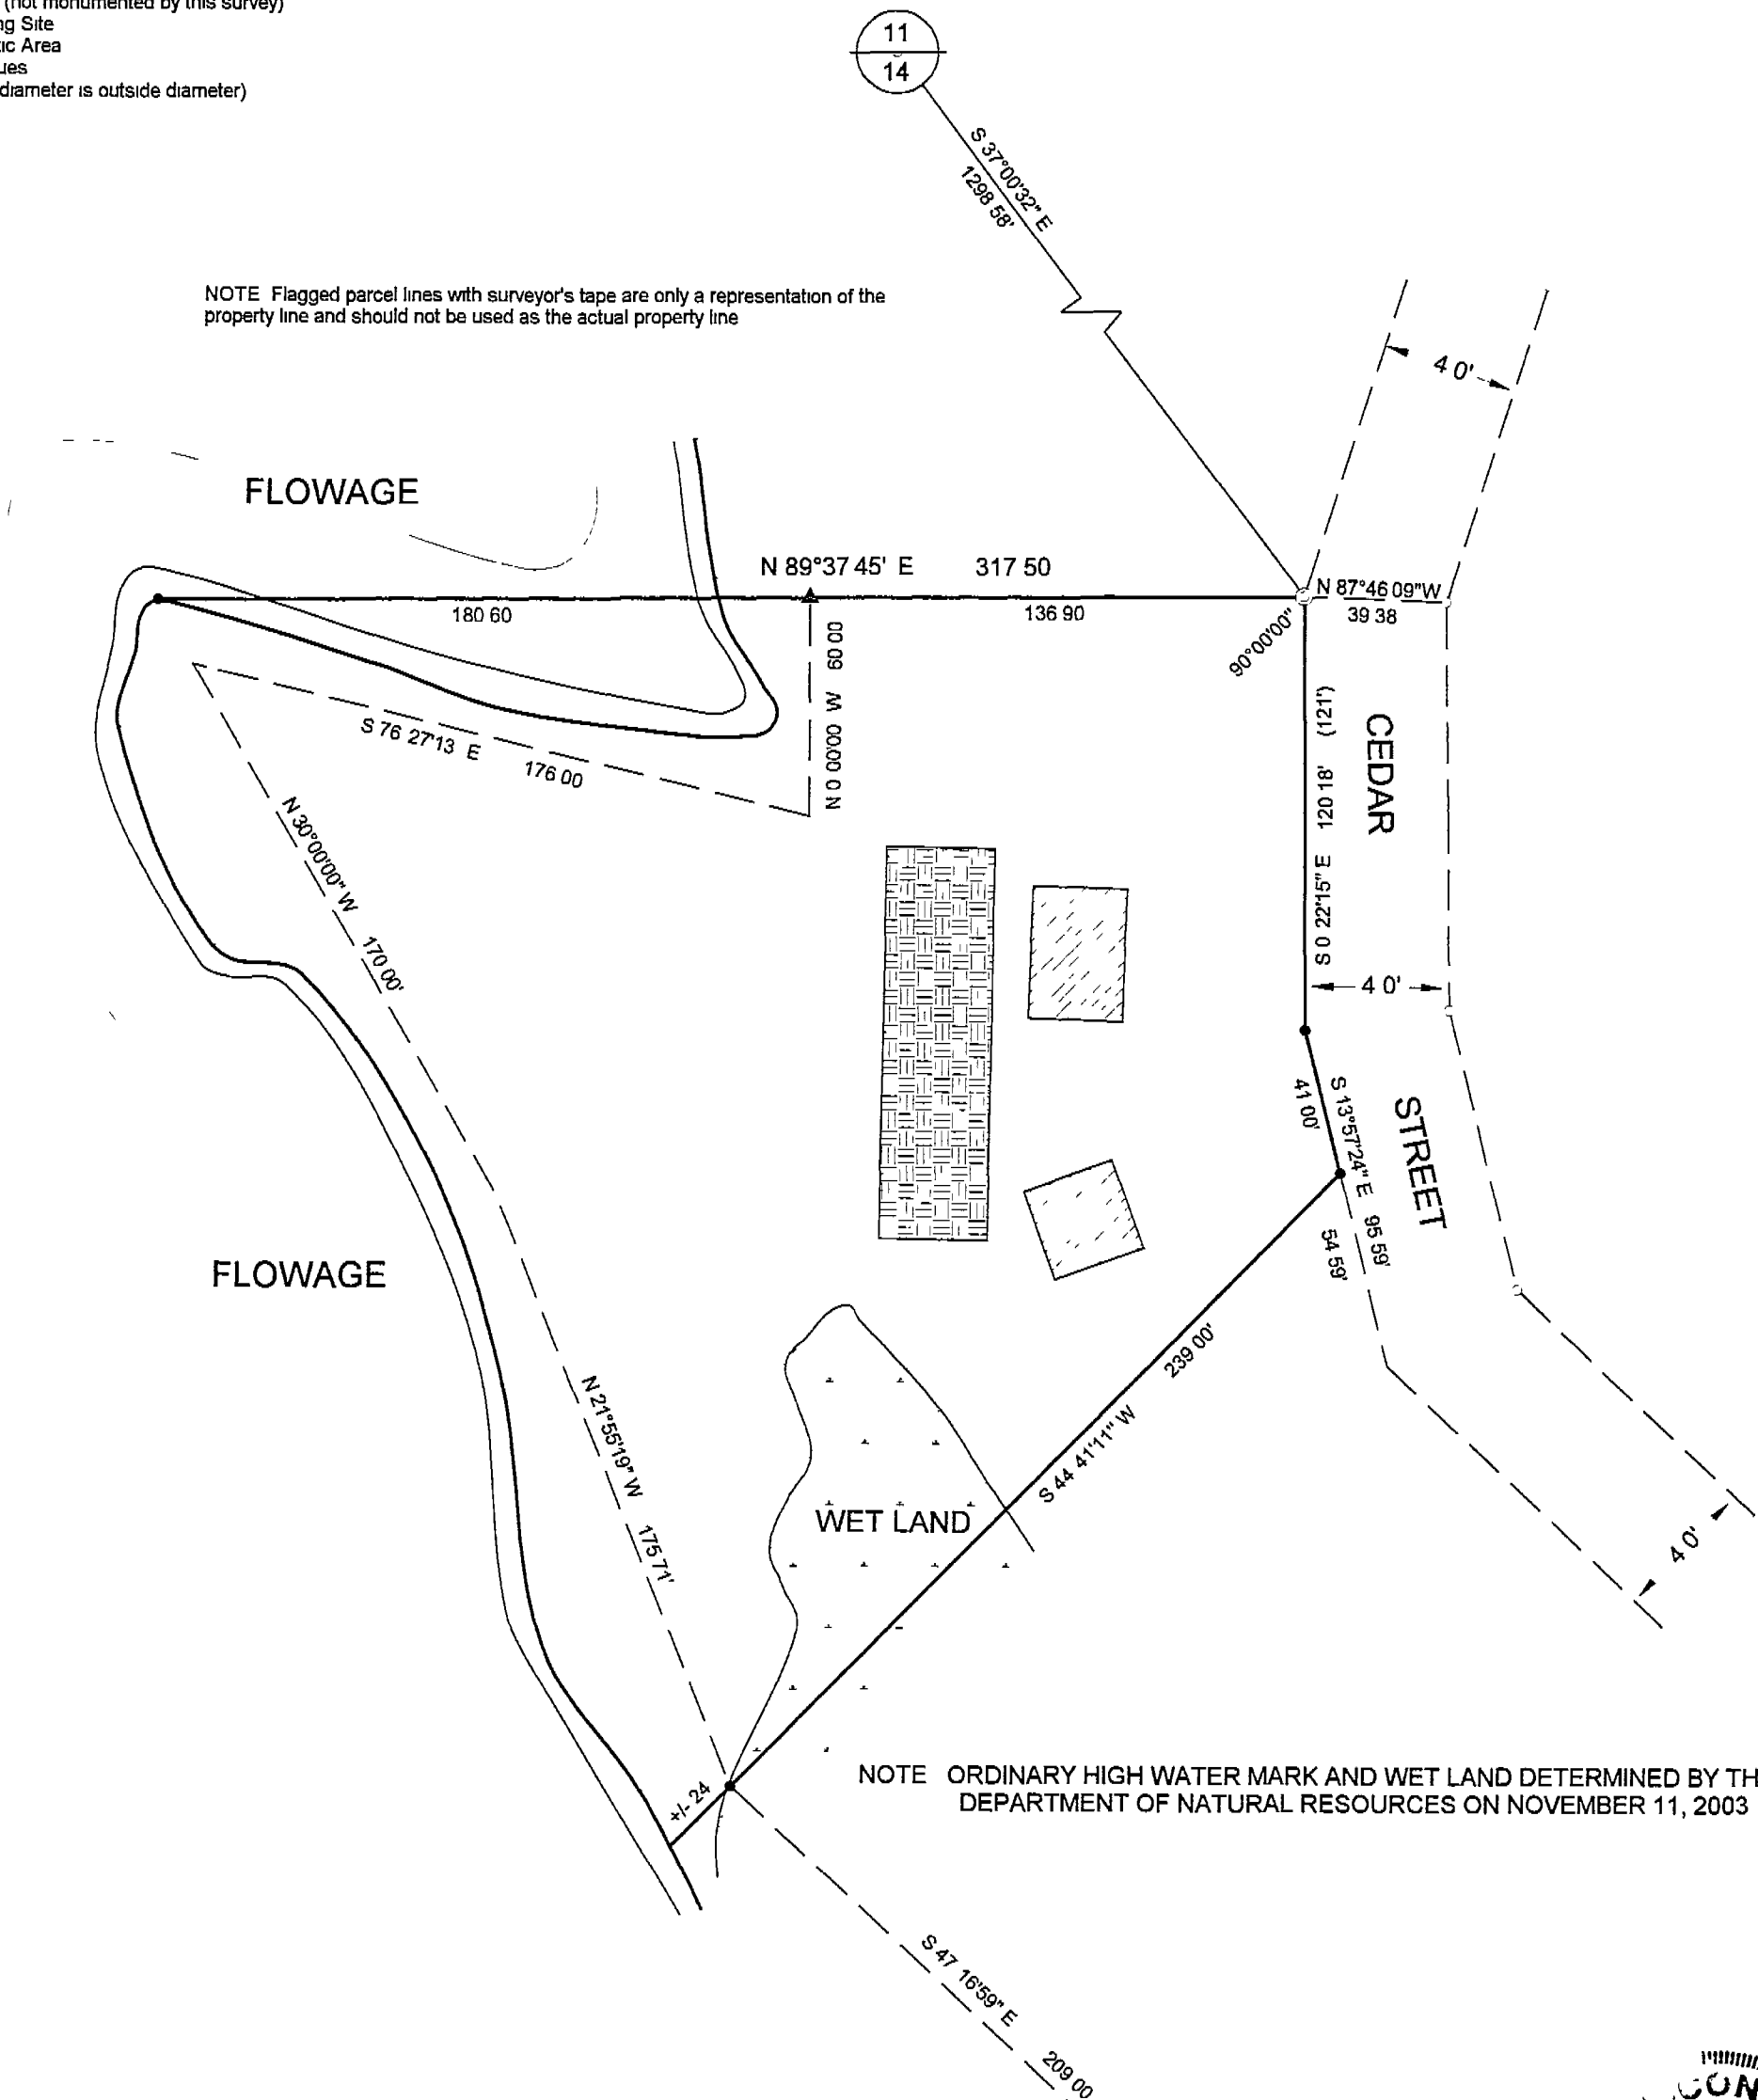 (not monumented by this survey)
Site
Area
diameter is outside diameter)
11
14
S 37°00'32" E
1298 58'
NOTE Flagged parcel lines with surveyor's tape are only a representation of the
property line and should not be used as the actual property line
4 0'
FLOWAGE
N 89°37 45' E 317 50
N 87°46 09"W
180 60
136 90
39 38
90°00'00"
N 0 00'00 W 60 00
S 76 27'13 E 176 00
S 0 22'15" E 120 18' (121')
CEDAR
N 30°00'00" W 170 00'
4 0'
41 00'
S 13°57'24" E 95 59'
54 59'
STREET
FLOWAGE
239 00'
S 44 41'11" W
N 21°55'19" W 175 71'
WET LAND
4 0'
+/- 24
NOTE ORDINARY HIGH WATER MARK AND WET LAND DETERMINED BY TH
DEPARTMENT OF NATURAL RESOURCES ON NOVEMBER 11, 2003
S 47 16'59" E 209 00
CON